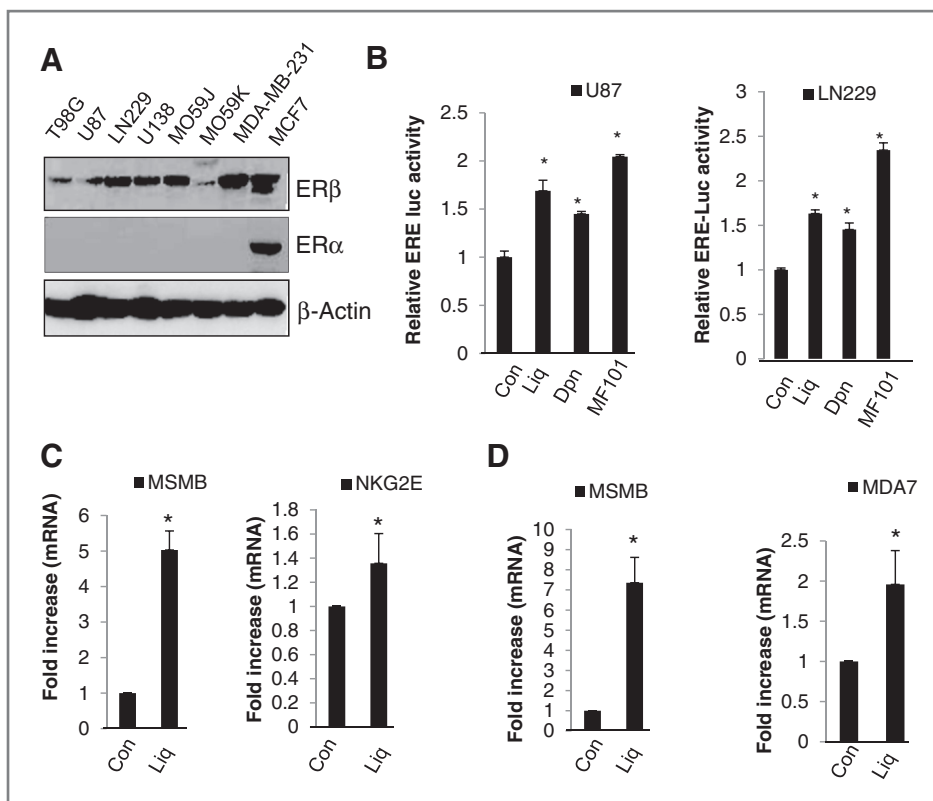 A
T98G
U87
LN229
U138
MO59J
MO59K
MDA-MB-231
MCF7
ERβ
ERα
β-Actin
B
U87
Relative ERE luc activity
2.5
2
1.5
1
0.5
0
*
*
*
Con
Liq
Dpn
MF101
LN229
Relative ERE-Luc activity
3
2.5
2
1.5
1
0.5
0
*
*
*
Con
Liq
Dpn
MF101
C
MSMB
Fold increase (mRNA)
6
5
4
3
2
1
0
*
Con
Liq
NKG2E
Fold increase (mRNA)
1.8
1.6
1.4
1.2
1
0.8
0.6
0.4
0.2
0
*
Con
Liq
D
MSMB
Fold increase (mRNA)
10
9
8
7
6
5
4
3
2
1
0
*
Con
Liq
MDA7
Fold increase (mRNA)
2.5
2
1.5
1
0.5
0
*
Con
Liq